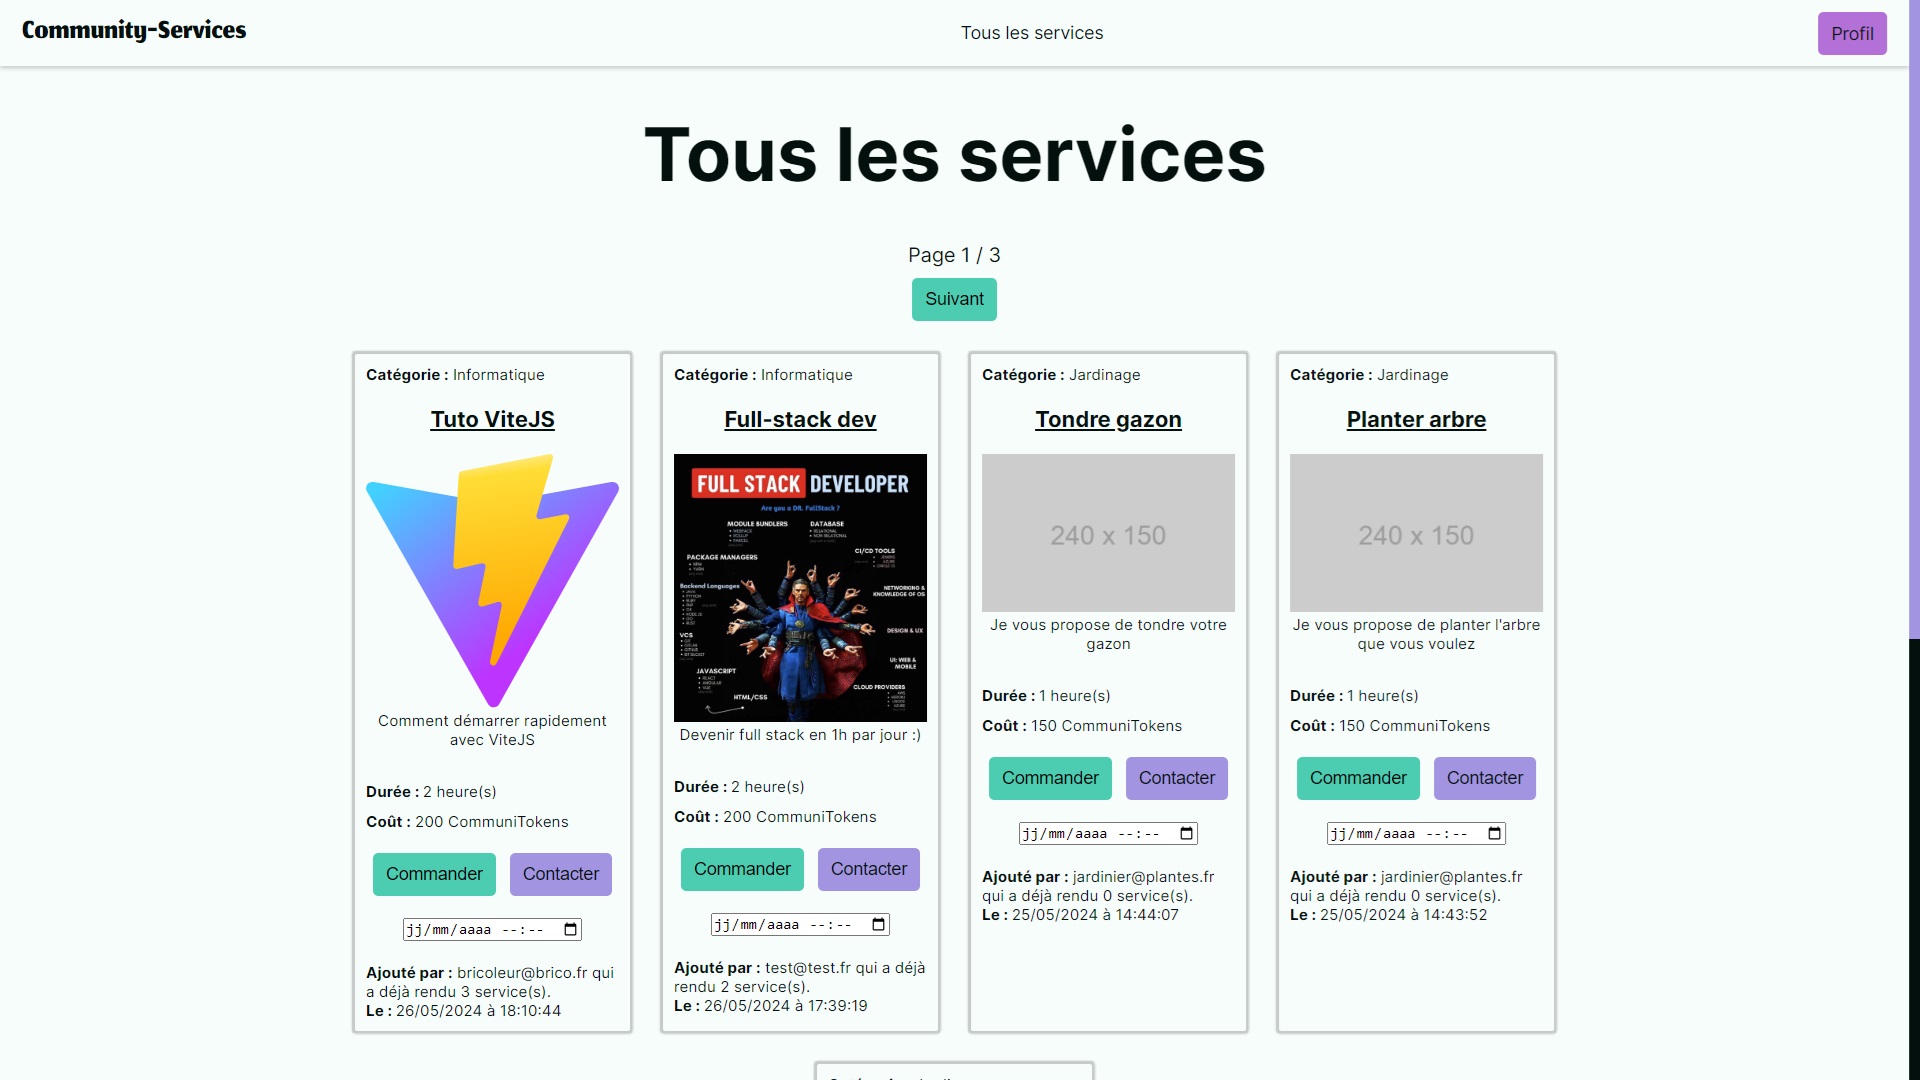 Community-Services
Tous les services
Profil
Tous les services
Page 1 / 3
Suivant
Catégorie : Informatique
Tuto ViteJS
Comment démarrer rapidement
avec ViteJS
Durée : 2 heure(s)
Coût : 200 CommuniTokens
Commander
Contacter
jj/mm/aaaa --:--
Ajouté par : bricoleur@brico.fr qui
a déjà rendu 3 service(s).
Le : 26/05/2024 à 18:10:44
Catégorie : Informatique
Full-stack dev
FULL STACK DEVELOPER
Are you a DR. FullStack ?
MODULE BUNDLERS
DATABASE
PACKAGE MANAGERS
CI/CD TOOLS
Backend Languages
NETWORKING &
KNOWLEDGE OF OS
VCS
DESIGN & UX
JAVASCRIPT
UI: WEB &
MOBILE
HTML/CSS
CLOUD PROVIDERS
Devenir full stack en 1h par jour :)
Durée : 2 heure(s)
Coût : 200 CommuniTokens
Commander
Contacter
jj/mm/aaaa --:--
Ajouté par : test@test.fr qui a déjà
rendu 2 service(s).
Le : 26/05/2024 à 17:39:19
Catégorie : Jardinage
Tondre gazon
240 x 150
Je vous propose de tondre votre
gazon
Durée : 1 heure(s)
Coût : 150 CommuniTokens
Commander
Contacter
jj/mm/aaaa --:--
Ajouté par : jardinier@plantes.fr
qui a déjà rendu 0 service(s).
Le : 25/05/2024 à 14:44:07
Catégorie : Jardinage
Planter arbre
240 x 150
Je vous propose de planter l'arbre
que vous voulez
Durée : 1 heure(s)
Coût : 150 CommuniTokens
Commander
Contacter
jj/mm/aaaa --:--
Ajouté par : jardinier@plantes.fr
qui a déjà rendu 0 service(s).
Le : 25/05/2024 à 14:43:52